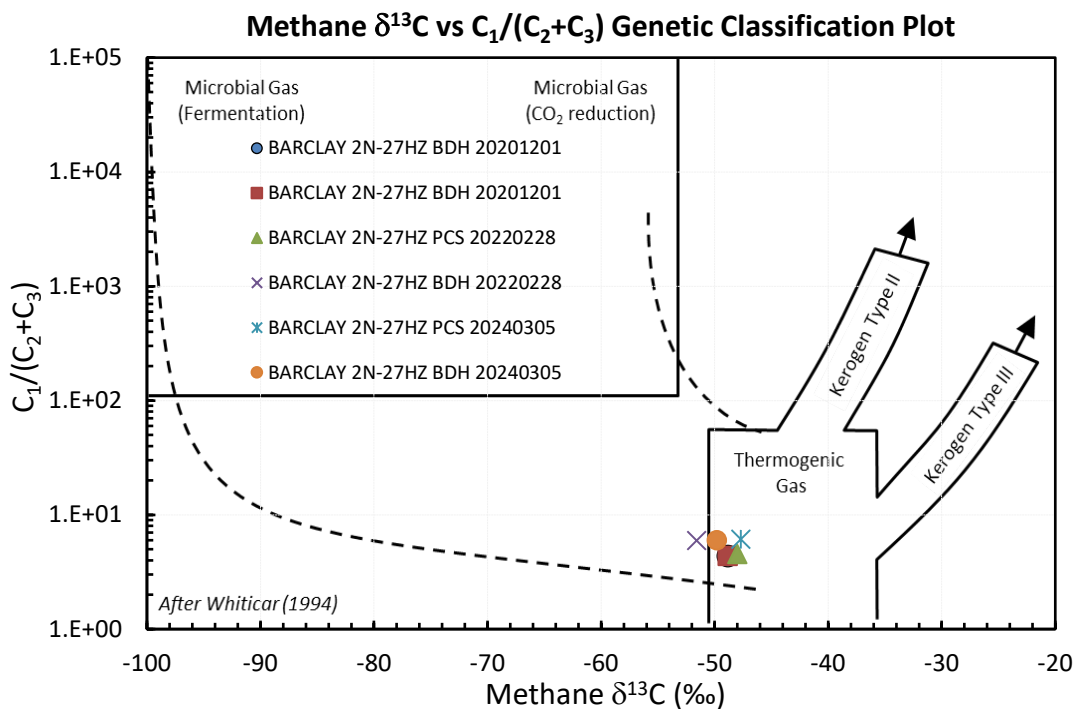 Methane δ¹³C vs C₁/(C₂+C₃) Genetic Classification Plot
1.E+05
1.E+04
1.E+03
1.E+02
1.E+01
1.E+00
C₁/(C₂+C₃)
Microbial Gas
(Fermentation)
Microbial Gas
(CO₂ reduction)
BARCLAY 2N-27HZ BDH 20201201
BARCLAY 2N-27HZ BDH 20201201
BARCLAY 2N-27HZ PCS 20220228
BARCLAY 2N-27HZ BDH 20220228
BARCLAY 2N-27HZ PCS 20240305
BARCLAY 2N-27HZ BDH 20240305
Kerogen Type II
Kerogen Type III
Thermogenic
Gas
After Whiticar (1994)
-100 -90 -80 -70 -60 -50 -40 -30 -20
Methane δ¹³C (‰)